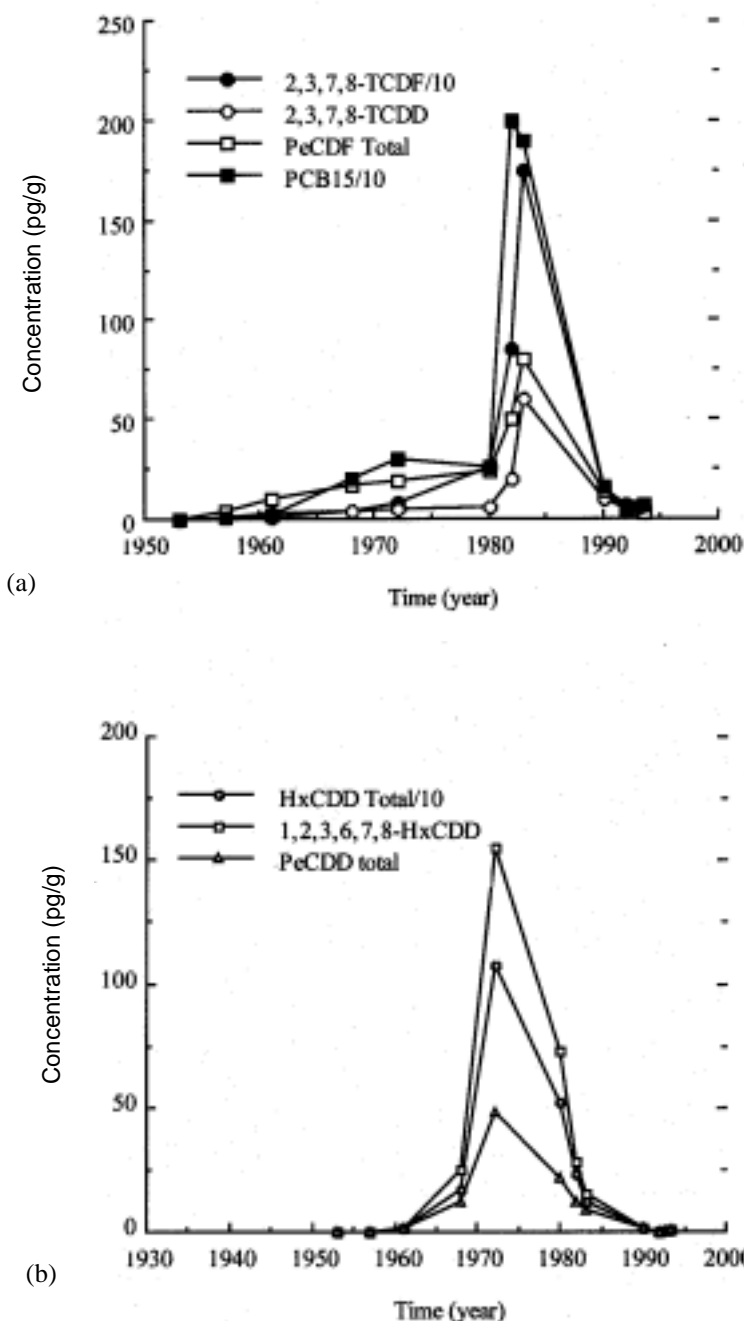 250
2,3,7,8-TCDF/10
2,3,7,8-TCDD
200
PeCDF Total
PCB15/10
150
Concentration (pg/g)
100
50
0
1950 1960 1970 1980 1990 2000
(a)
Time (year)
200
HxCDD Total/10
1,2,3,6,7,8-HxCDD
150
PeCDD total
Concentration (pg/g)
100
50
0
1930 1940 1950 1960 1970 1980 1990 2000
(b)
Time (year)